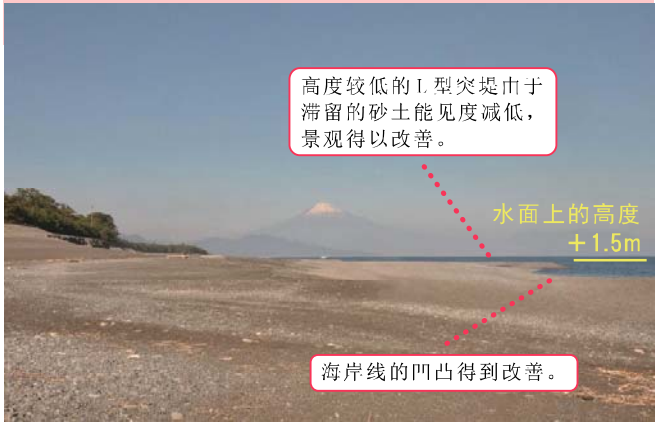 高度较低的L型突堤由于
滞留的砂土能见度减低，
景观得以改善。
水面上的高度
＋1.5m
海岸线的凹凸得到改善。